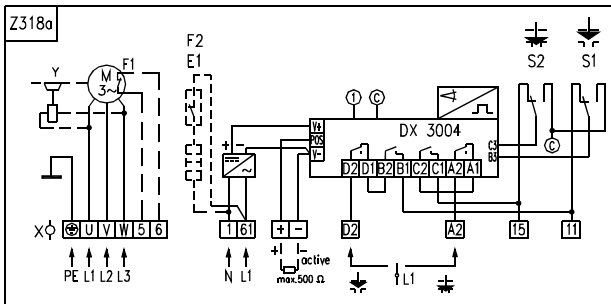 Z318a
Y
M
3~
F1
F2
E1
S2
S1
1
C
V+
POS
V-
DX 3004
C3
B3
C
+ -
~
D2 D1 B2 B1 C2 C1 A2 A1
X
U V W 5 6
1 61
+ -
D2
A2
15
11
PE L1 L2 L3
N L1
+ -
active
max.500 Ω
L1